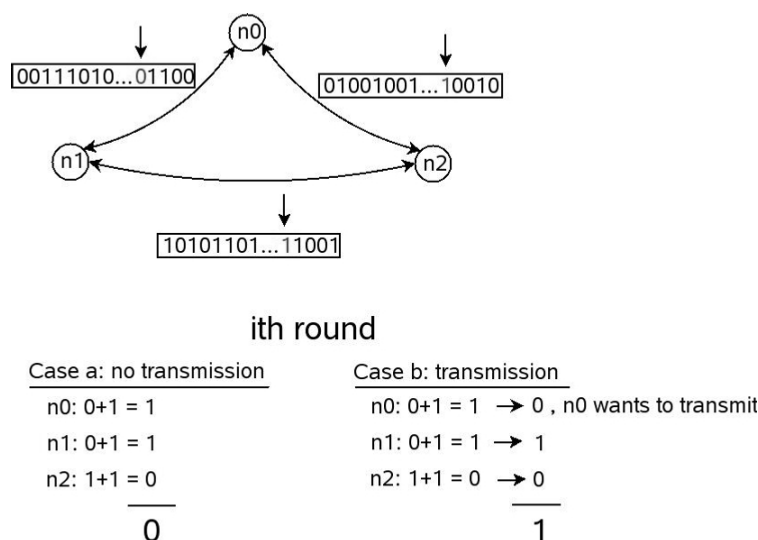 n0
00111010...01100
01001001...10010
n1
n2
10101101...11001
ith round
Case a: no transmission
n0: 0+1 = 1
n1: 0+1 = 1
n2: 1+1 = 0
0
Case b: transmission
n0: 0+1 = 1 → 0 , n0 wants to transmit
n1: 0+1 = 1 → 1
n2: 1+1 = 0 → 0
1